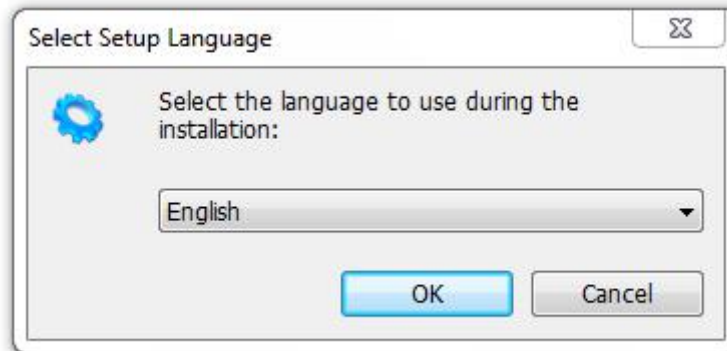 Select Setup Language
Select the language to use during the
installation:
English
OK
Cancel